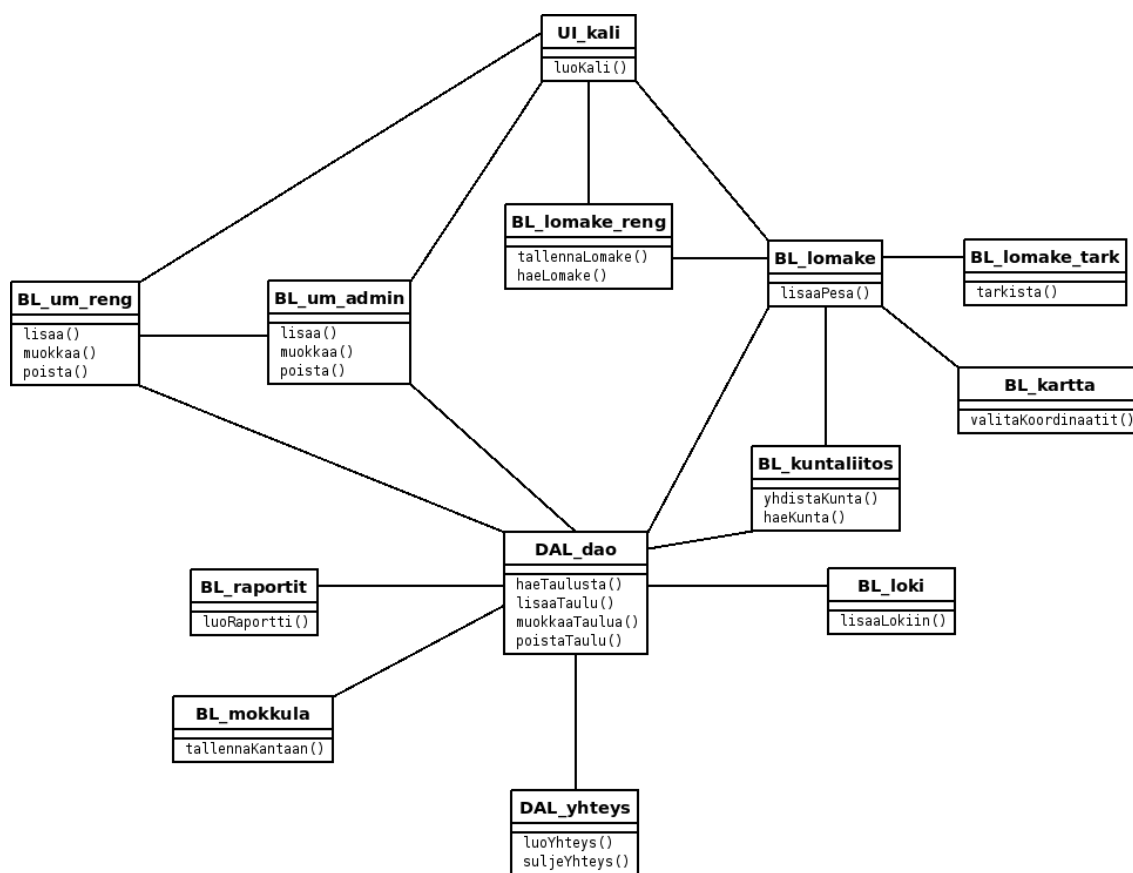 UI_kali
luoKali()
BL_lomake_reng
tallennaLomake()
haeLomake()
BL_lomake
lisaaPesa()
BL_lomake_tark
tarkista()
BL_um_reng
lisaa()
muokkaa()
poista()
BL_um_admin
lisaa()
muokkaa()
poista()
BL_kartta
valitaKoordinaatit()
BL_kuntaliitos
yhdistaKunta()
haeKunta()
DAL_dao
haeTaulusta()
lisaaTaulu()
muokkaaTaulua()
poistaTaulu()
BL_raportit
luoRaportti()
BL_loki
lisaaLokiin()
BL_mokkula
tallennaKantaan()
DAL_yhteys
luoYhteys()
suljeYhteys()